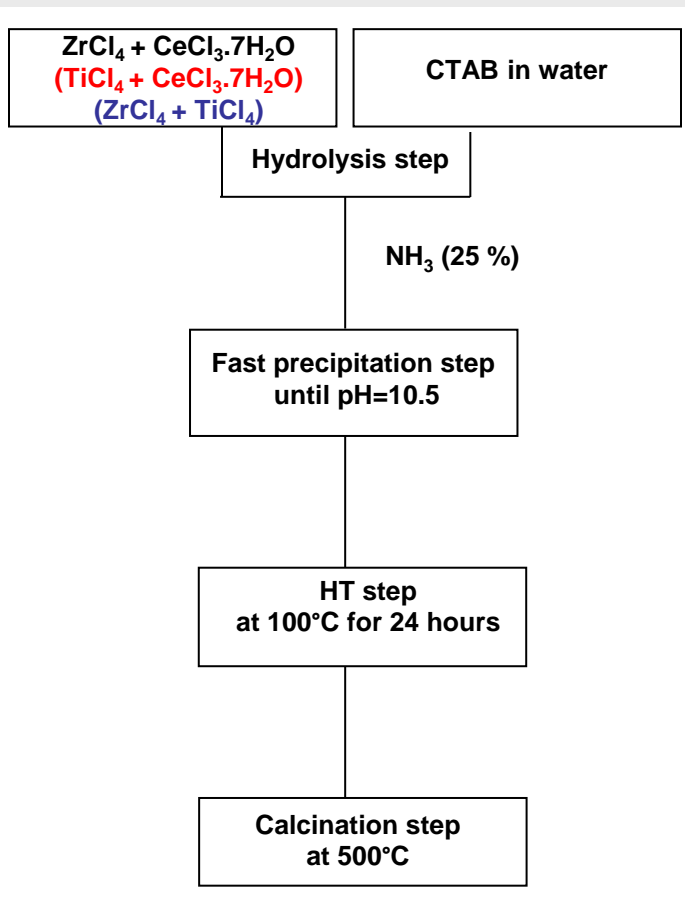 ZrCl₄ + CeCl₃.7H₂O
(TiCl₄ + CeCl₃.7H₂O)
(ZrCl₄ + TiCl₄)
CTAB in water
Hydrolysis step
NH₃ (25 %)
Fast precipitation step
until pH=10.5
HT step
at 100°C for 24 hours
Calcination step
at 500°C